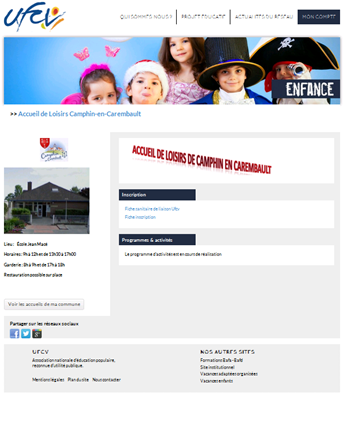 ufcv
QUI SOMMES-NOUS ? PROJET EDUCATIF ACTUALITÉS DU RÉSEAU MON COMPTE
ENFANCE
>> Accueil de Loisirs Camphin-en-Carembault
ACCUEIL DE LOISIRS DE CAMPHIN EN CAREMBAULT
Inscription
Fiche sanitaire de liaison Ufcv
Fiche inscription
Lieu : École Jean Macé
Horaires : 9h à 12h et de 13h30 à 17h00
Garderie : 8h à 9h et de 17h à 18h
Restauration possible sur place
Programmes & activités
Le programme d'activités est en cours de réalisation
Voir les accueils de ma commune
Partager sur les réseaux sociaux
UFCV
Association nationale d'éducation populaire,
reconnue d'utilité publique.
Mentions légales Plan du site Nous contacter
NOS AUTRES SITES
Formations Bafa - Bafd
Site institutionnel
Vacances adaptées organisées
Vacances enfants